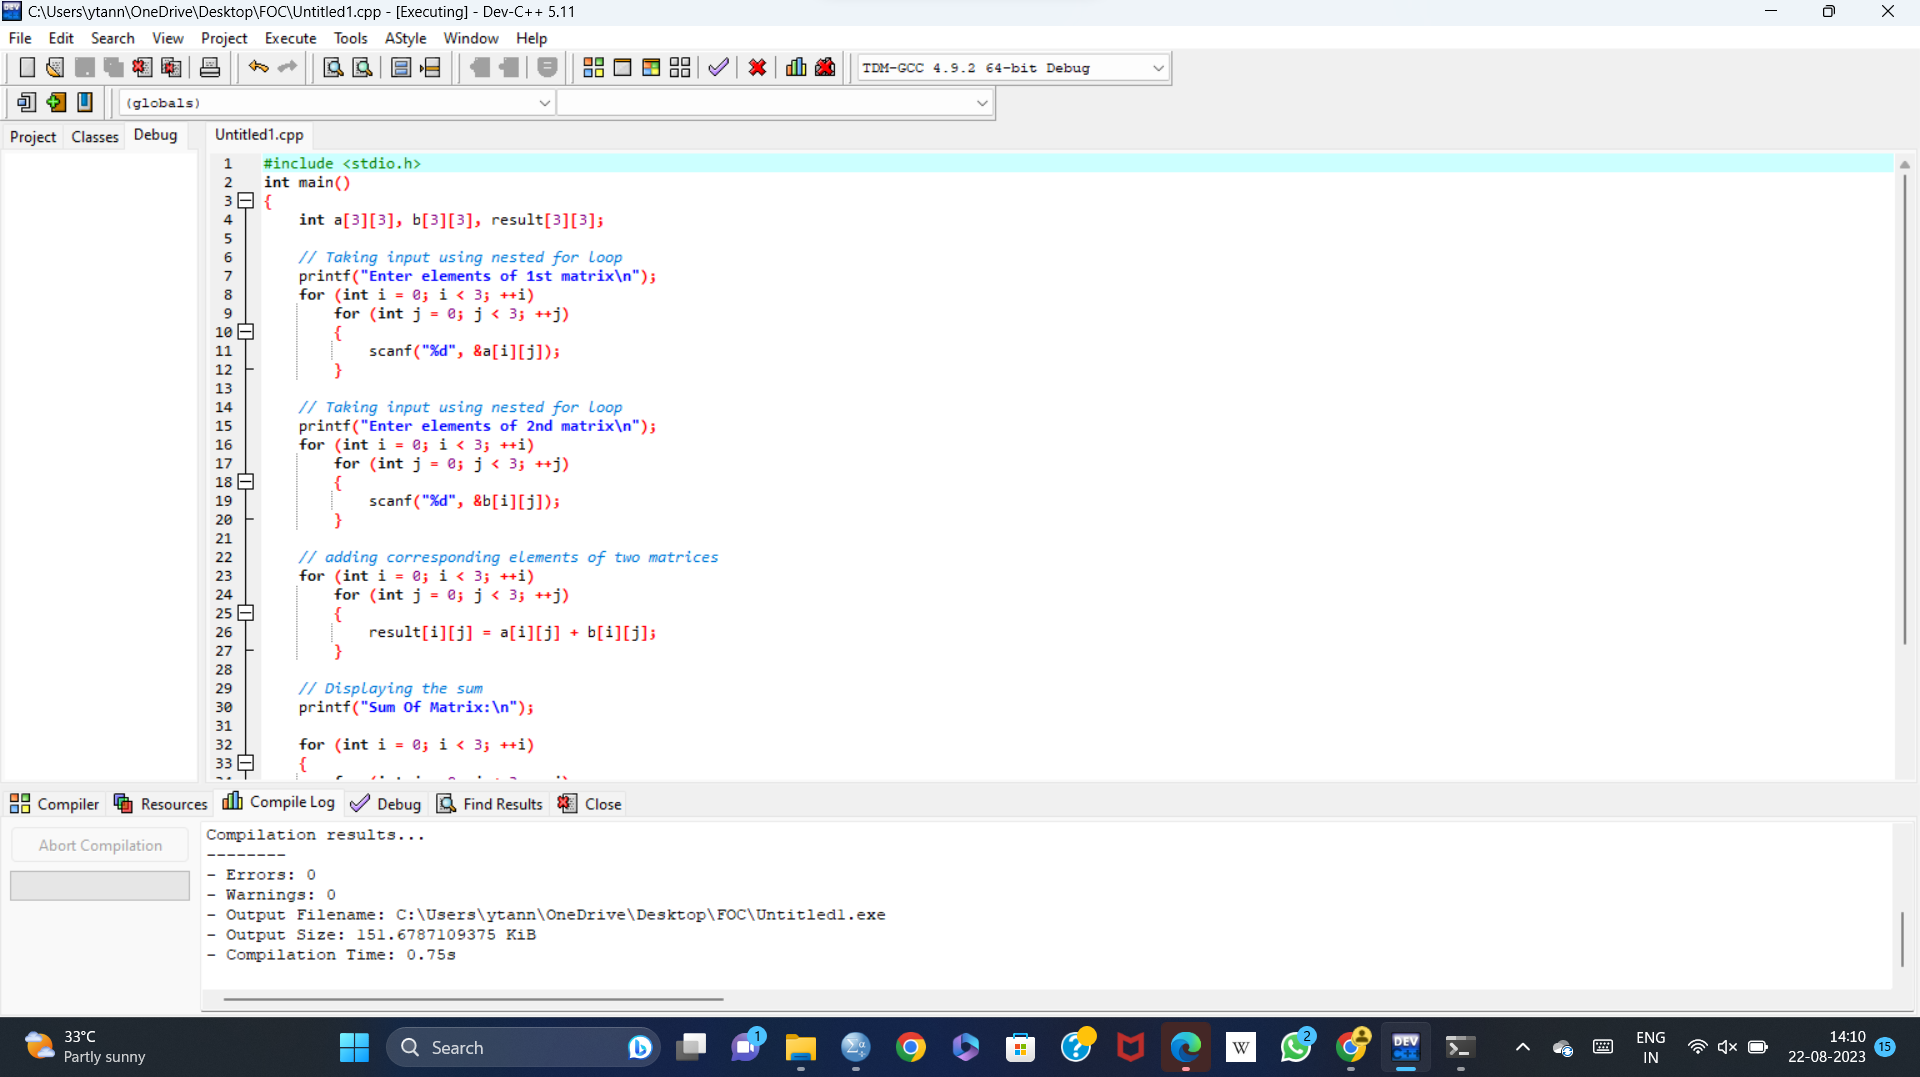 C:\Users\ytann\OneDrive\Desktop\FOC\Untitled1.cpp - [Executing] - Dev-C++ 5.11
File Edit Search View Project Execute Tools AStyle Window Help
TDM-GCC 4.9.2 64-bit Debug
(globals)
Project Classes Debug Untitled1.cpp
1 #include <stdio.h>
2 int main()
3 {
4 int a[3][3], b[3][3], result[3][3];
5
6 // Taking input using nested for loop
7 printf("Enter elements of 1st matrix\n");
8 for (int i = 0; i < 3; ++i)
9 for (int j = 0; j < 3; ++j)
10 {
11 scanf("%d", &a[i][j]);
12 }
13
14 // Taking input using nested for loop
15 printf("Enter elements of 2nd matrix\n");
16 for (int i = 0; i < 3; ++i)
17 for (int j = 0; j < 3; ++j)
18 {
19 scanf("%d", &b[i][j]);
20 }
21
22 // adding corresponding elements of two matrices
23 for (int i = 0; i < 3; ++i)
24 for (int j = 0; j < 3; ++j)
25 {
26 result[i][j] = a[i][j] + b[i][j];
27 }
28
29 // Displaying the sum
30 printf("Sum Of Matrix:\n");
31
32 for (int i = 0; i < 3; ++i)
33 {
Compiler Resources Compile Log Debug Find Results Close
Abort Compilation
Compilation results...
--------
- Errors: 0
- Warnings: 0
- Output Filename: C:\Users\ytann\OneDrive\Desktop\FOC\Untitled1.exe
- Output Size: 151.6787109375 KiB
- Compilation Time: 0.75s
33°C
Partly sunny
Search
1
W
2
DEV
C++
ENG
IN
14:10
22-08-2023
15